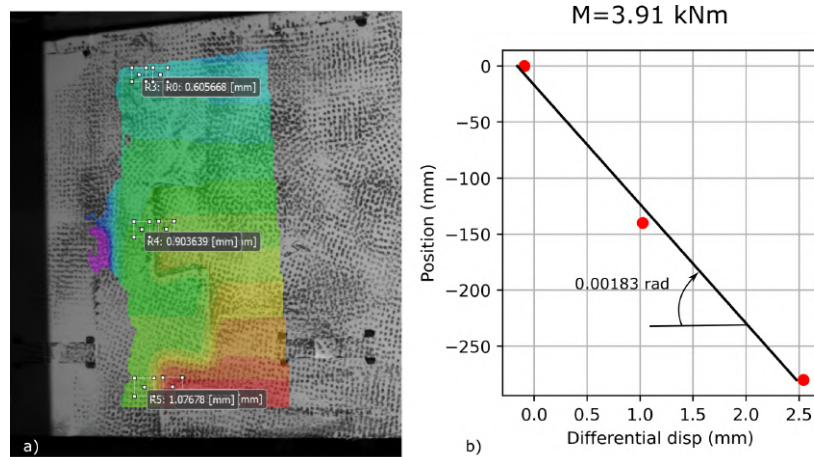 R3: R0: 0.605668 [mm]
R4: 0.903639 [mm] m]
R5: 1.07678 [mm] m]
a)
M=3.91 kNm
0
−50
−100
−150
−200
−250
Position (mm)
0.00183 rad
0.0 0.5 1.0 1.5 2.0 2.5
Differential disp (mm)
b)